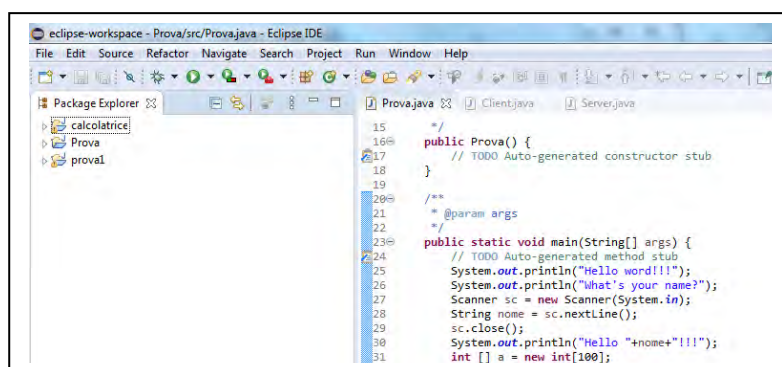 eclipse-workspace - Prova/src/Prova.java - Eclipse IDE
File Edit Source Refactor Navigate Search Project Run Window Help
Package Explorer
calcolatrice
Prova
prova1
Prova.java Client.java Server.java
15 */
16 public Prova() {
17 // TODO Auto-generated constructor stub
18 }
19
20 /**
21 * @param args
22 */
23 public static void main(String[] args) {
24 // TODO Auto-generated method stub
25 System.out.println("Hello word!!!");
26 System.out.println("What's your name?");
27 Scanner sc = new Scanner(System.in);
28 String nome = sc.nextLine();
29 sc.close();
30 System.out.println("Hello "+nome+"!!!");
31 int [] a = new int[100];